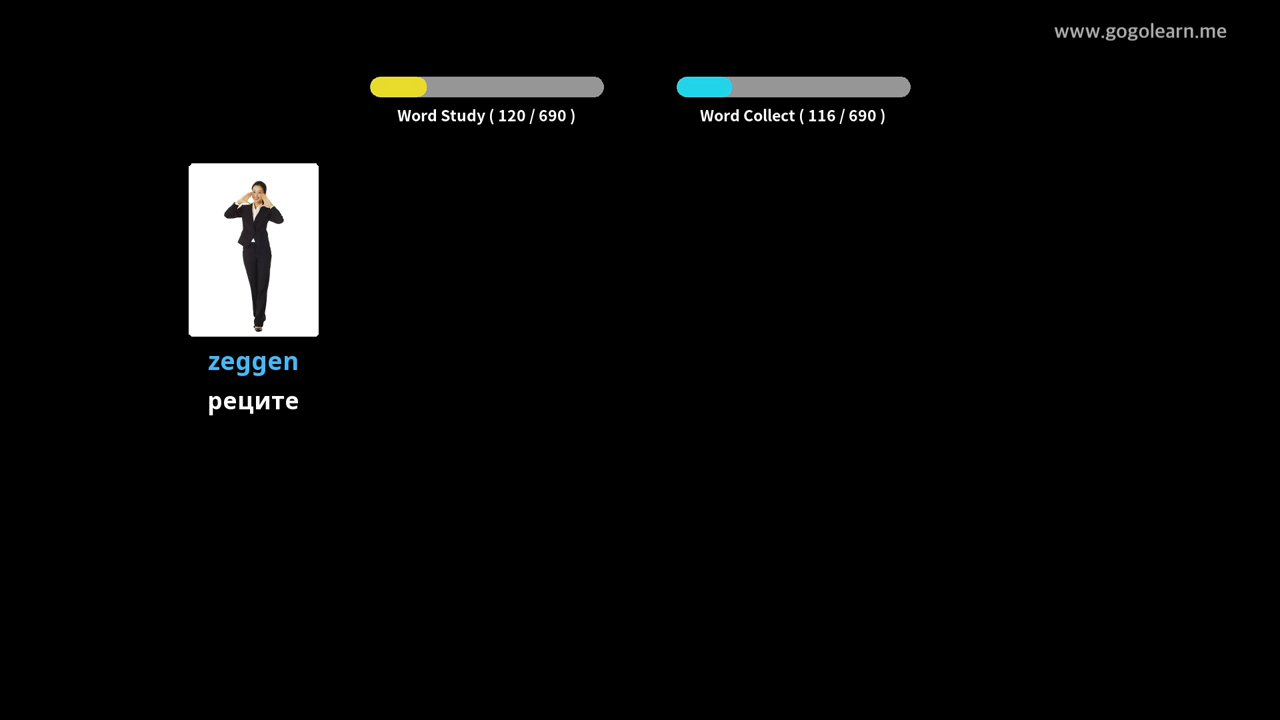 www.gogolearn.me
Word Study ( 120 / 690 )
Word Collect ( 116 / 690 )
zeggen
реците